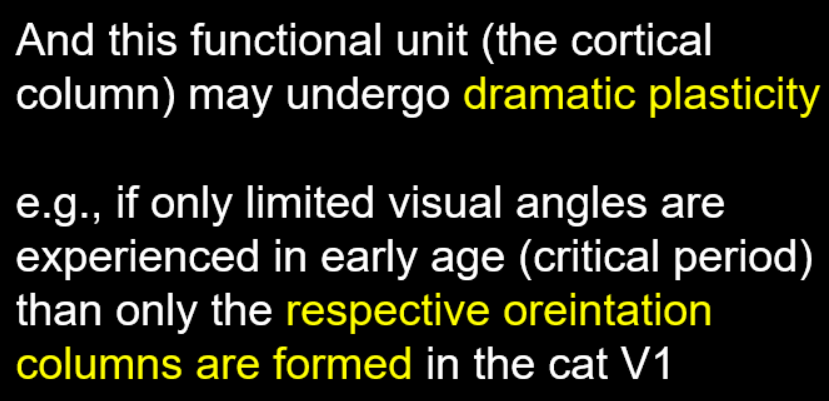 And this functional unit (the cortical
column) may undergo dramatic plasticity
e.g., if only limited visual angles are
experienced in early age (critical period)
than only the respective oreintation
columns are formed in the cat V1